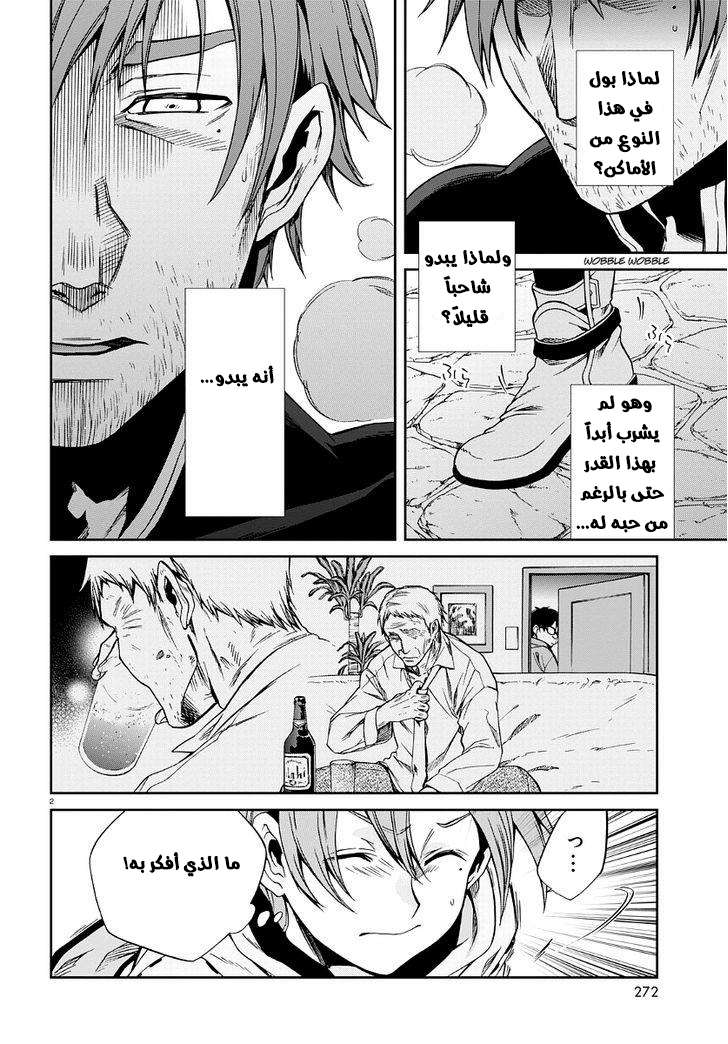 لماذا بول
في هذا
النوع من
الأماكن؟
WOBBLE WOBBLE
ولماذا يبدو
شاحباً
قليلاً؟
وهو لم
يشرب أبداً
بهذا القدر
حتى بالرغم
من حبه له...
أنه يبدو...
2
っ…
ما الذي أفكر به!
272